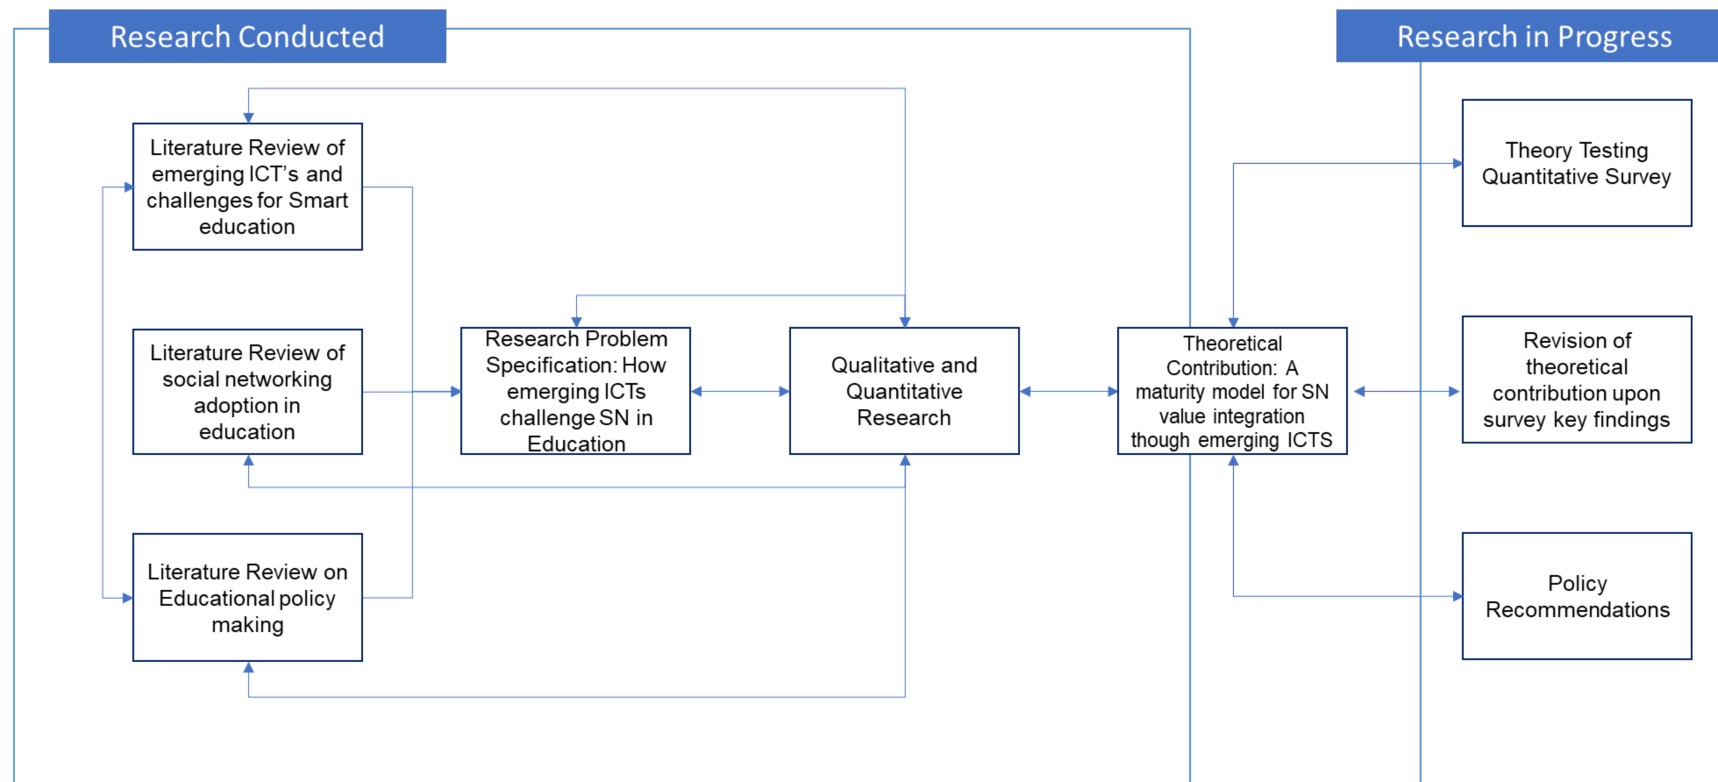 Research Conducted
Research in Progress
Literature Review of
emerging ICT’s and
challenges for Smart
education
Literature Review of
social networking
adoption in
education
Literature Review on
Educational policy
making
Research Problem
Specification: How
emerging ICTs
challenge SN in
Education
Qualitative and
Quantitative
Research
Theoretical
Contribution: A
maturity model for SN
value integration
though emerging ICTS
Theory Testing
Quantitative Survey
Revision of
theoretical
contribution upon
survey key findings
Policy
Recommendations